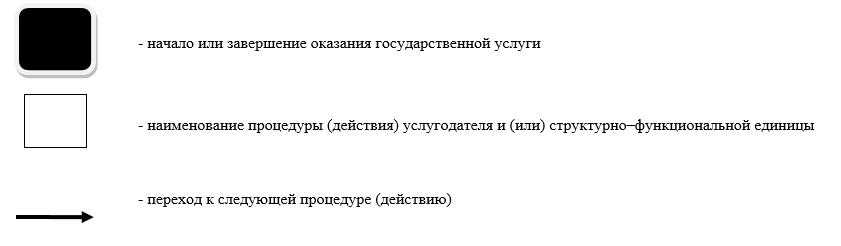 - начало или завершение оказания государственной услуги
- наименование процедуры (действия) услугодателя и (или) структурно–функциональной единицы
- переход к следующей процедуре (действию)